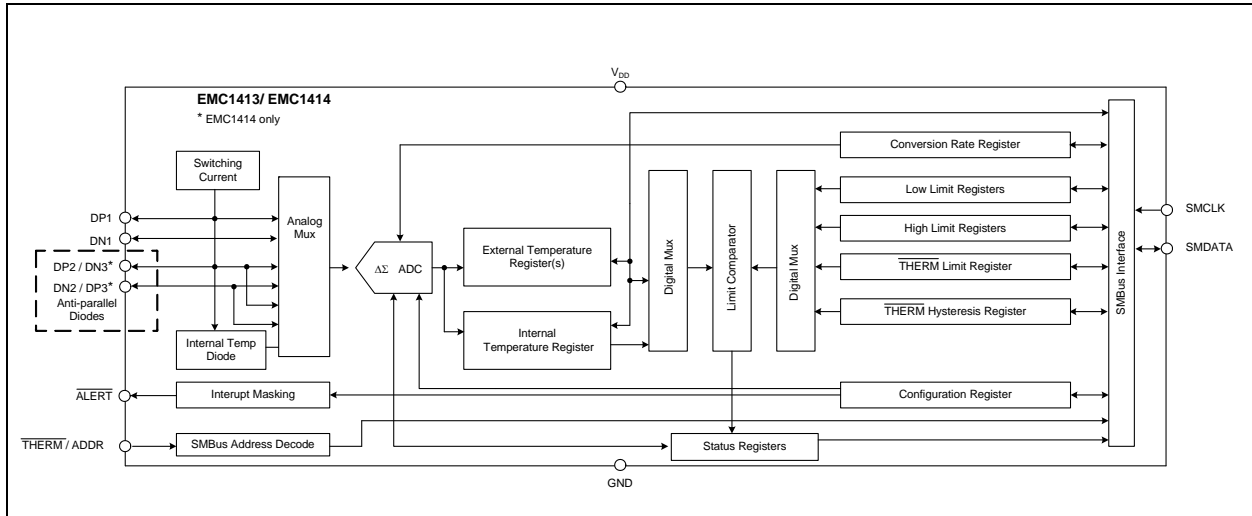 V_DD
EMC1413/ EMC1414
* EMC1414 only
Switching
Current
Conversion Rate Register
Low Limit Registers
DP1
Analog
Mux
SMCLK
DN1
High Limit Registers
External Temperature
Register(s)
SMDATA
DP2 / DN3*
ΔΣ ADC
Digital Mux
Limit Comparator
Digital Mux
THERM Limit Register
SMBus Interface
DN2 / DP3*
Anti-parallel
Diodes
THERM Hysteresis Register
Internal Temp
Diode
Internal
Temperature Register
ALERT
Interupt Masking
Configuration Register
THERM / ADDR
SMBus Address Decode
Status Registers
GND